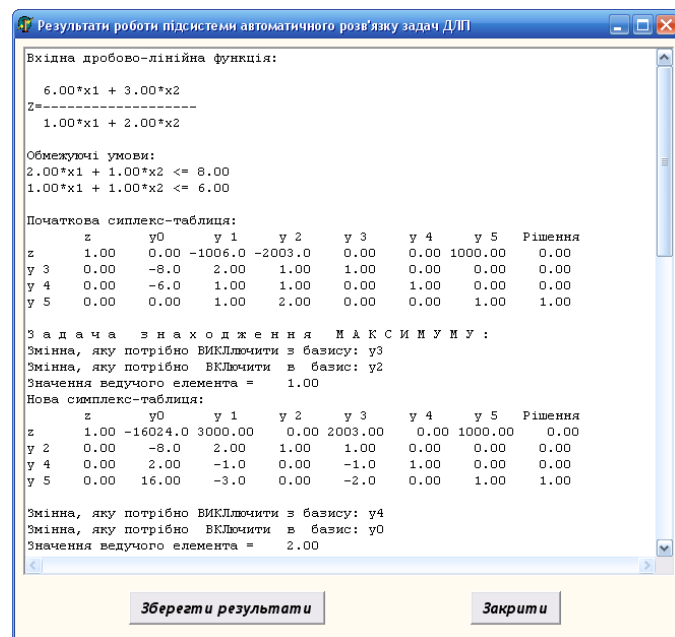 Результати роботи підсистеми автоматичного розв'язку задач ДЛП
Вхідна дробово-лінійна функція:
6.00*x1 + 3.00*x2
Z=-------------------
1.00*x1 + 2.00*x2
Обмежуючі умови:
2.00*x1 + 1.00*x2 <= 8.00
1.00*x1 + 1.00*x2 <= 6.00
Початкова сиплекс-таблиця:
z y0 y 1 y 2 y 3 y 4 y 5 Рішення
z 1.00 0.00 -1006.0 -2003.0 0.00 0.00 1000.00 0.00
y 3 0.00 -8.0 2.00 1.00 1.00 0.00 0.00 0.00
y 4 0.00 -6.0 1.00 1.00 0.00 1.00 0.00 0.00
y 5 0.00 0.00 1.00 2.00 0.00 0.00 1.00 1.00
З а д а ч а з н а х о д ж е н н я М А К С И М У М У :
Змінна, яку потрібно ВИКЛлючити з базису: y3
Змінна, яку потрібно ВКЛючити в базис: y2
Значення ведучого елемента = 1.00
Нова симплекс-таблиця:
z y0 y 1 y 2 y 3 y 4 y 5 Рішення
z 1.00 -16024.0 3000.00 0.00 2003.00 0.00 1000.00 0.00
y 2 0.00 -8.0 2.00 1.00 1.00 0.00 0.00 0.00
y 4 0.00 2.00 -1.0 0.00 -1.0 1.00 0.00 0.00
y 5 0.00 16.00 -3.0 0.00 -2.0 0.00 1.00 1.00
Змінна, яку потрібно ВИКЛлючити з базису: y4
Змінна, яку потрібно ВКЛючити в базис: y0
Значення ведучого елемента = 2.00
Зберегти результати
Закрити